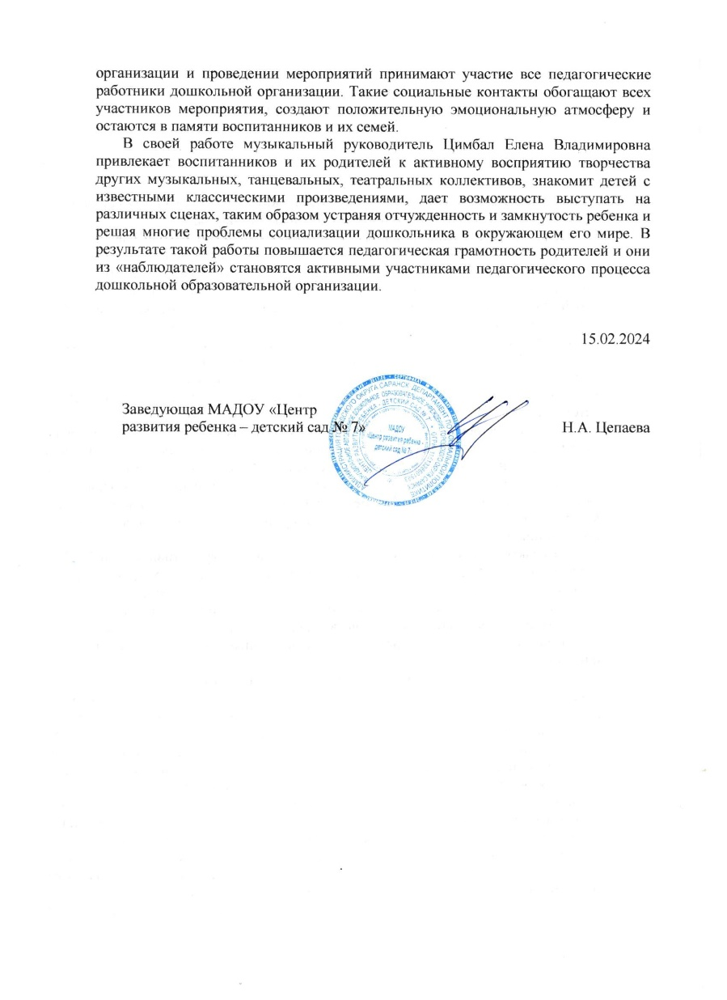 организации и проведении мероприятий принимают участие все педагогические
работники дошкольной организации. Такие социальные контакты обогащают всех
участников мероприятия, создают положительную эмоциональную атмосферу и
остаются в памяти воспитанников и их семей.
В своей работе музыкальный руководитель Цимбал Елена Владимировна
привлекает воспитанников и их родителей к активному восприятию творчества
других музыкальных, танцевальных, театральных коллективов, знакомит детей с
известными классическими произведениями, дает возможность выступать на
различных сценах, таким образом устраняя отчужденность и замкнутость ребенка и
решая многие проблемы социализации дошкольника в окружающем его мире. В
результате такой работы повышается педагогическая грамотность родителей и они
из «наблюдателей» становятся активными участниками педагогического процесса
дошкольной образовательной организации.
15.02.2024
Заведующая МАДОУ «Центр
развития ребенка – детский сад № 7»
Н.А. Цепаева
МАДОУ
«Центр развития ребенка -
детский сад № 7»